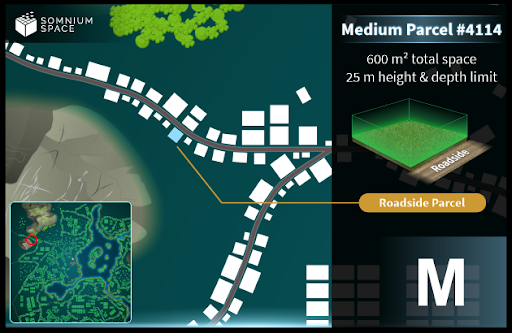 SOMNIUM
SPACE
Medium Parcel #4114
600 m² total space
25 m height & depth limit
Roadside
Roadside Parcel
M